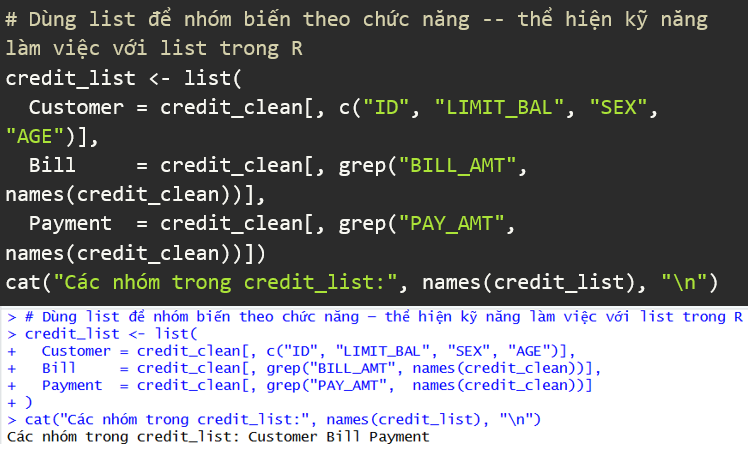 # Dùng list để nhóm biến theo chức năng -- thể hiện kỹ năng
làm việc với list trong R
credit_list <- list(
  Customer = credit_clean[, c("ID", "LIMIT_BAL", "SEX",
"AGE")],
  Bill     = credit_clean[, grep("BILL_AMT",
names(credit_clean))],
  Payment  = credit_clean[, grep("PAY_AMT",
names(credit_clean))])
cat("Các nhóm trong credit_list:", names(credit_list), "\n")
> # Dùng list để nhóm biến theo chức năng – thể hiện kỹ năng làm việc với list trong R
> credit_list <- list(
+   Customer = credit_clean[, c("ID", "LIMIT_BAL", "SEX", "AGE")],
+   Bill     = credit_clean[, grep("BILL_AMT", names(credit_clean))],
+   Payment  = credit_clean[, grep("PAY_AMT",  names(credit_clean))]
+ )
> cat("Các nhóm trong credit_list:", names(credit_list), "\n")
Các nhóm trong credit_list: Customer Bill Payment